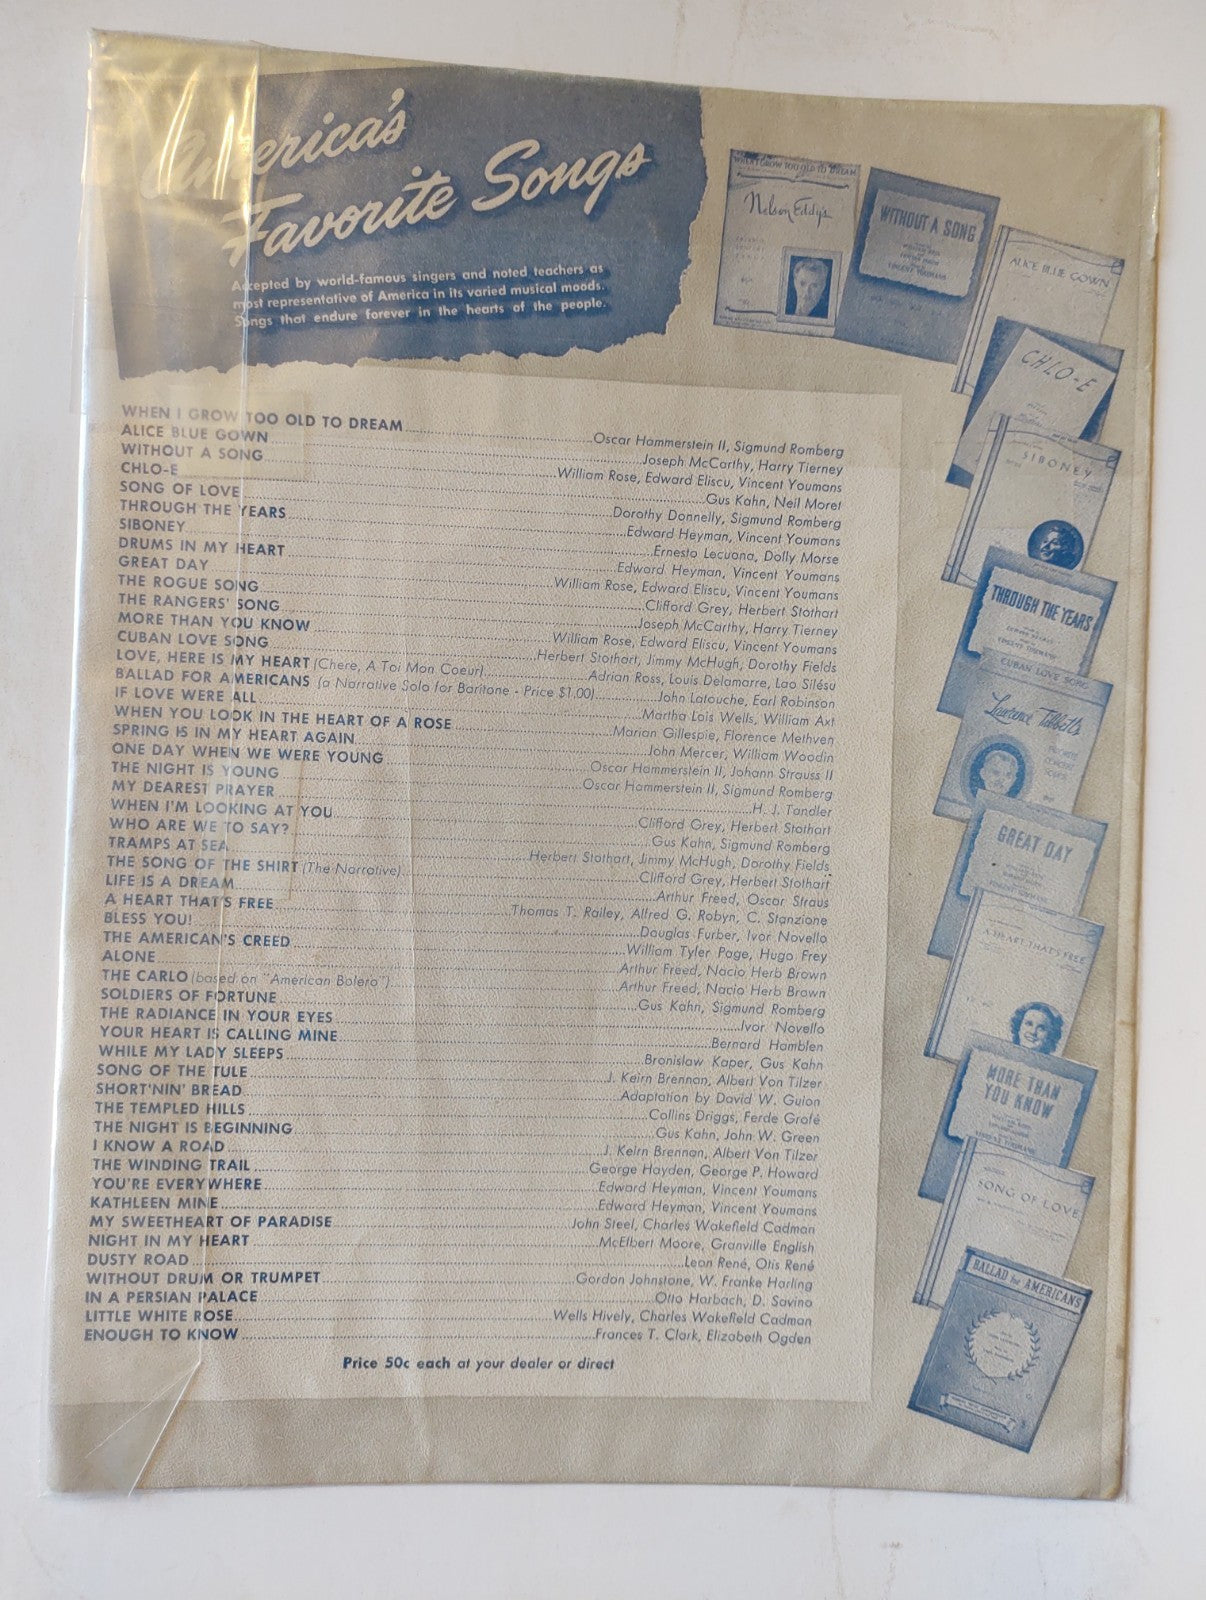 America's
Favorite Songs
Accepted by world-famous singers and noted teachers as
most representative of America in its varied musical moods.
Songs that endure forever in the hearts of the people.
WHEN I GROW TOO OLD TO DREAM Oscar Hammerstein II, Sigmund Romberg
ALICE BLUE GOWN Joseph McCarthy, Harry Tierney
WITHOUT A SONG William Rose, Edward Eliscu, Vincent Youmans
CHLO-E Gus Kahn, Neil Moret
SONG OF LOVE Dorothy Donnelly, Sigmund Romberg
THROUGH THE YEARS Edward Heyman, Vincent Youmans
SIBONEY Ernesto Lecuona, Dolly Morse
DRUMS IN MY HEART Edward Heyman, Vincent Youmans
GREAT DAY William Rose, Edward Eliscu, Vincent Youmans
THE ROGUE SONG Clifford Grey, Herbert Stothart
THE RANGERS' SONG Joseph McCarthy, Harry Tierney
MORE THAN YOU KNOW William Rose, Edward Eliscu, Vincent Youmans
CUBAN LOVE SONG Herbert Stothart, Jimmy McHugh, Dorothy Fields
LOVE, HERE IS MY HEART (Chere, A Toi Mon Coeur) Adrian Ross, Louis Delamarre, Lao Silésu
BALLAD FOR AMERICANS (a Narrative Solo for Baritone - Price $1.00) John Latouche, Earl Robinson
IF LOVE WERE ALL Martha Lois Wells, William Axt
WHEN YOU LOOK IN THE HEART OF A ROSE Marian Gillespie, Florence Methven
SPRING IS IN MY HEART AGAIN John Mercer, William Woodin
ONE DAY WHEN WE WERE YOUNG Oscar Hammerstein II, Johann Strauss II
THE NIGHT IS YOUNG Oscar Hammerstein II, Sigmund Romberg
MY DEAREST PRAYER H. J. Tandler
WHEN I'M LOOKING AT YOU Clifford Grey, Herbert Stothart
WHO ARE WE TO SAY? Gus Kahn, Sigmund Romberg
TRAMPS AT SEA Herbert Stothart, Jimmy McHugh, Dorothy Fields
THE SONG OF THE SHIRT (The Narrative) Clifford Grey, Herbert Stothart
LIFE IS A DREAM Arthur Freed, Oscar Straus
A HEART THAT'S FREE Thomas T. Railey, Alfred G. Robyn, C. Stanzione
BLESS YOU! Douglas Furber, Ivor Novello
THE AMERICAN'S CREED William Tyler Page, Hugo Frey
ALONE Arthur Freed, Nacio Herb Brown
THE CARLO (based on "American Bolero") Arthur Freed, Nacio Herb Brown
SOLDIERS OF FORTUNE Gus Kahn, Sigmund Romberg
THE RADIANCE IN YOUR EYES Ivor Novello
YOUR HEART IS CALLING MINE Bernard Hamblen
WHILE MY LADY SLEEPS Bronislaw Kaper, Gus Kahn
SONG OF THE TULE J. Keirn Brennan, Albert Von Tilzer
SHORT'NIN' BREAD Adaptation by David W. Guion
THE TEMPLED HILLS Collins Driggs, Ferde Grofé
THE NIGHT IS BEGINNING Gus Kahn, John W. Green
I KNOW A ROAD J. Keirn Brennan, Albert Von Tilzer
THE WINDING TRAIL George Hayden, George P. Howard
YOU'RE EVERYWHERE Edward Heyman, Vincent Youmans
KATHLEEN MINE Edward Heyman, Vincent Youmans
MY SWEETHEART OF PARADISE John Steel, Charles Wakefield Cadman
NIGHT IN MY HEART McElbert Moore, Granville English
DUSTY ROAD Leon René, Otis René
WITHOUT DRUM OR TRUMPET Gordon Johnstone, W. Franke Harling
IN A PERSIAN PALACE Otto Harbach, D. Savino
LITTLE WHITE ROSE Wells Hively, Charles Wakefield Cadman
ENOUGH TO KNOW Frances T. Clark, Elizabeth Ogden
Price 50c each at your dealer or direct
WHEN I GROW TOO OLD TO DREAM
Nelson Eddy's
WITHOUT A SONG
VINCENT YOUMANS
ALICE BLUE GOWN
CHLO-E
SIBONEY
THROUGH THE YEARS
VINCENT YOUMANS
CUBAN LOVE SONG
Lawrence Tibbett's
FAVORITE
CONCERT
SONGS
GREAT DAY
VINCENT YOUMANS
A HEART THAT'S FREE
MORE THAN
YOU KNOW
VINCENT YOUMANS
SONG OF LOVE
BALLAD for AMERICANS